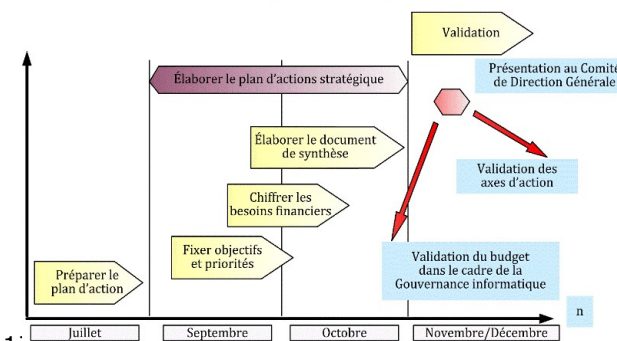 Validation
Présentation au Comité
de Direction Générale
Élaborer le plan d'actions stratégique
Élaborer le document
de synthèse
Validation des
axes d'action
Chiffrer les
besoins financiers
Fixer objectifs
et priorités
Validation du budget
dans le cadre de la
Gouvernance informatique
Préparer le
plan d'action
n
Juillet
Septembre
Octobre
Novembre/Décembre